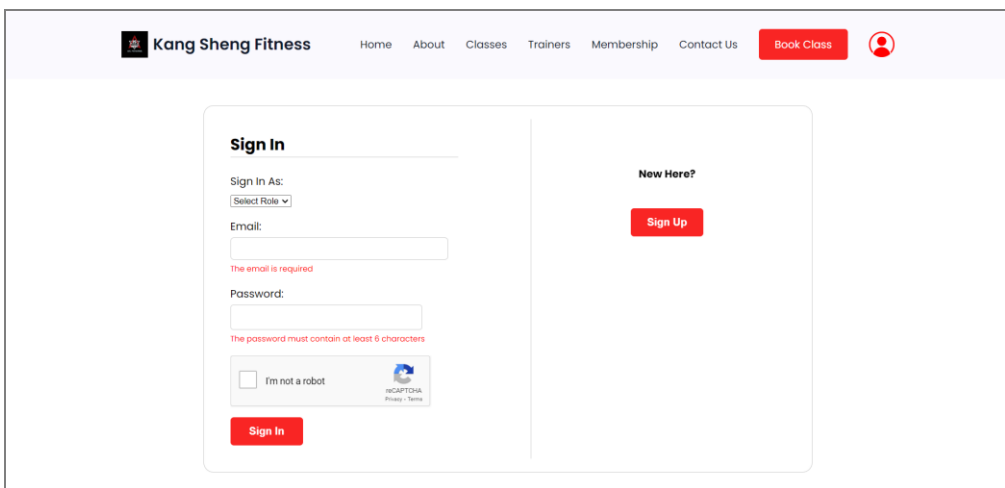 Kang Sheng Fitness
Home About Classes Trainers Membership Contact Us Book Class
Sign In
Sign In As:
Select Role
Email:
The email is required
Password:
The password must contain at least 6 characters
I'm not a robot
reCAPTCHA
Privacy - Terms
Sign In
New Here?
Sign Up